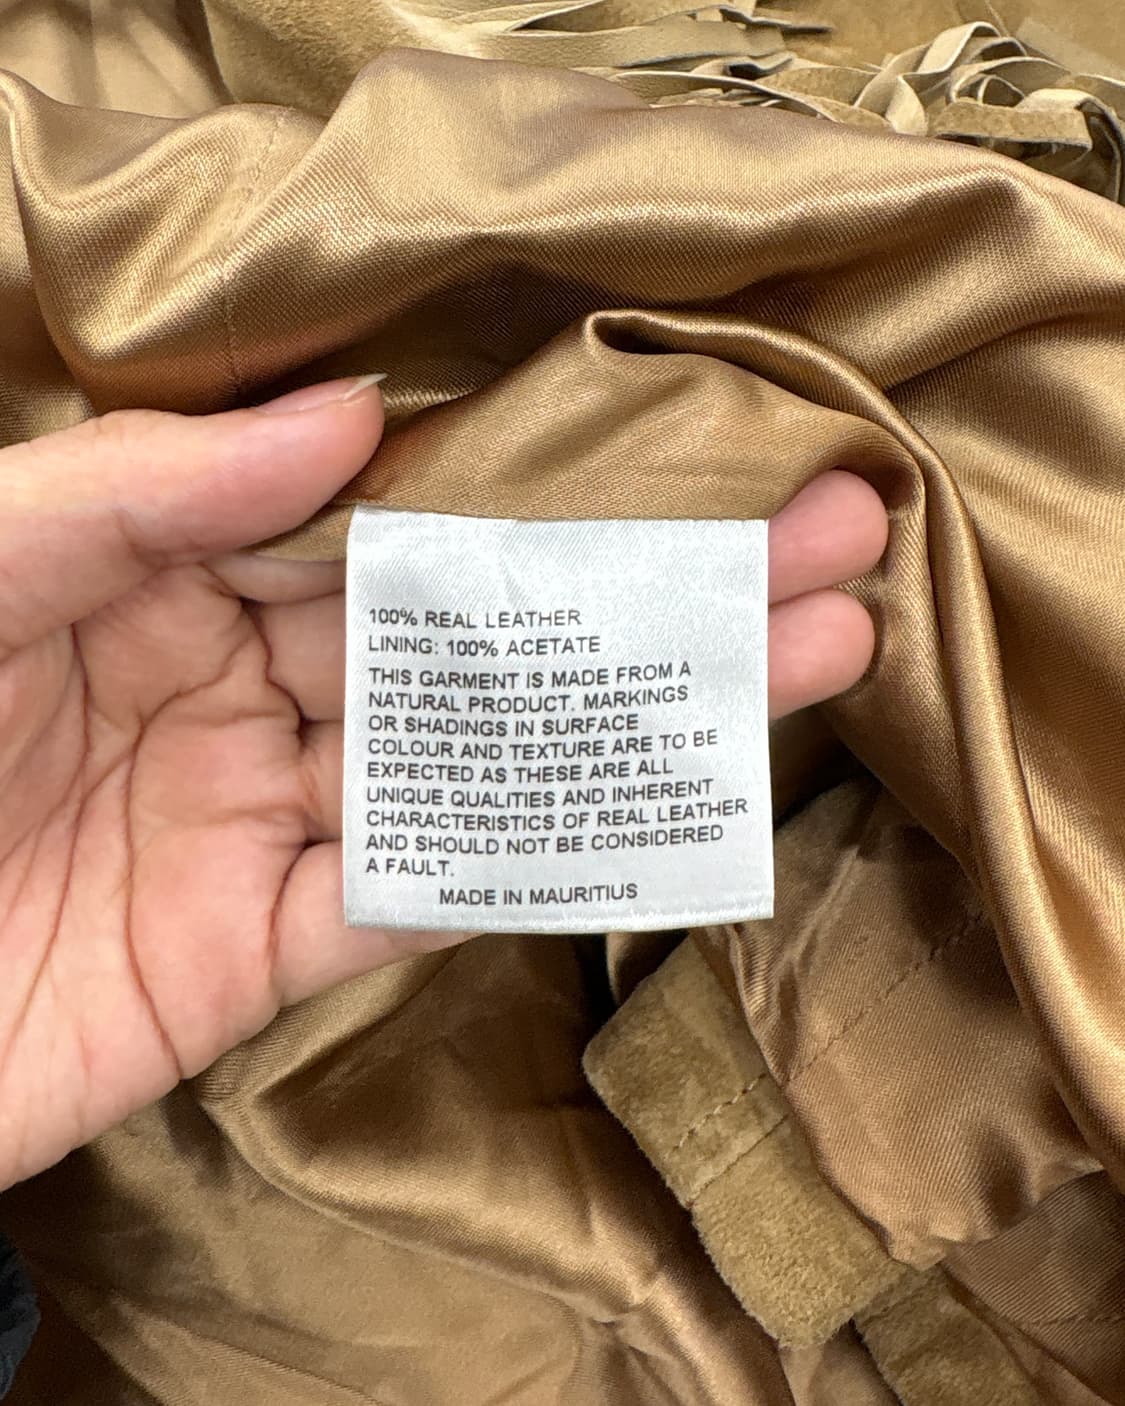 100% REAL LEATHER
LINING: 100% ACETATE
THIS GARMENT IS MADE FROM A
NATURAL PRODUCT. MARKINGS
OR SHADINGS IN SURFACE
COLOUR AND TEXTURE ARE TO BE
EXPECTED AS THESE ARE ALL
UNIQUE QUALITIES AND INHERENT
CHARACTERISTICS OF REAL LEATHER
AND SHOULD NOT BE CONSIDERED
A FAULT.
MADE IN MAURITIUS